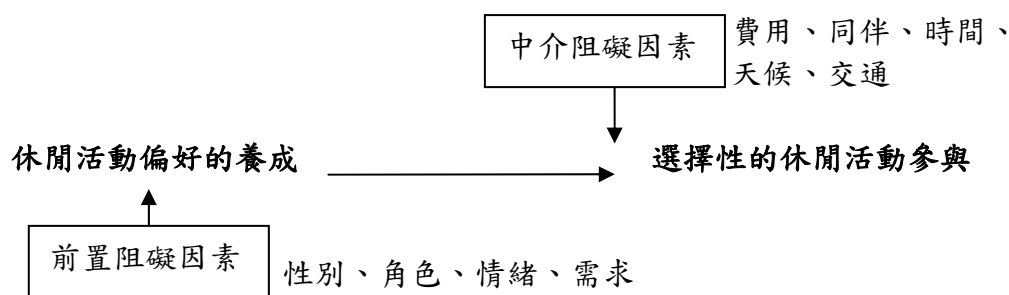 中介阻礙因素
費用、同伴、時間、
天候、交通
休閒活動偏好的養成
選擇性的休閒活動參與
前置阻礙因素
性別、角色、情緒、需求